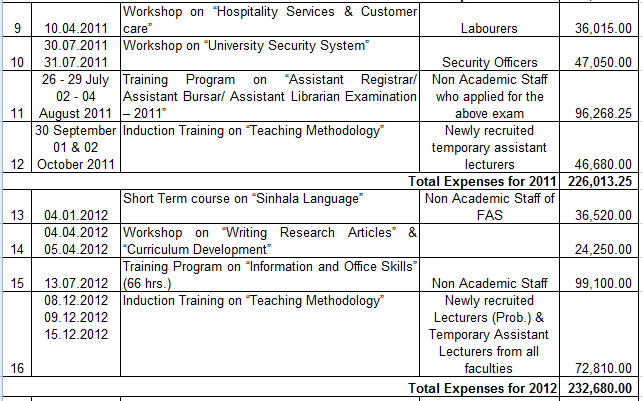 Workshop on “Hospitality Services & Customer
9 10.04.2011 care” Labourers 36,015.00
30.07.2011 Workshop on “University Security System”
10 31.07.2011 Security Officers 47,050.00
26 - 29 July Training Program on “Assistant Registrar/ Non Academic Staff
02 - 04 Assistant Bursar/ Assistant Librarian Examination who applied for the
11 August 2011 – 2011” above exam 96,268.25
30 September Induction Training on “Teaching Methodology” Newly recruited
01 & 02 temporary assistant
12 October 2011 lecturers 46,680.00
Total Expenses for 2011 226,013.25
Short Term course on “Sinhala Language” Non Academic Staff of
13 04.01.2012 FAS 36,520.00
04.04.2012 Workshop on “Writing Research Articles” &
14 05.04.2012 “Curriculum Development” 24,250.00
Training Program on “Information and Office Skills”
15 13.07.2012 (66 hrs.) Non Academic Staff 99,100.00
08.12.2012 Induction Training on “Teaching Methodology” Newly recruited
09.12.2012 Lecturers (Prob.) &
15.12.2012 Temporary Assistant
Lecturers from all
16 faculties 72,810.00
Total Expenses for 2012 232,680.00